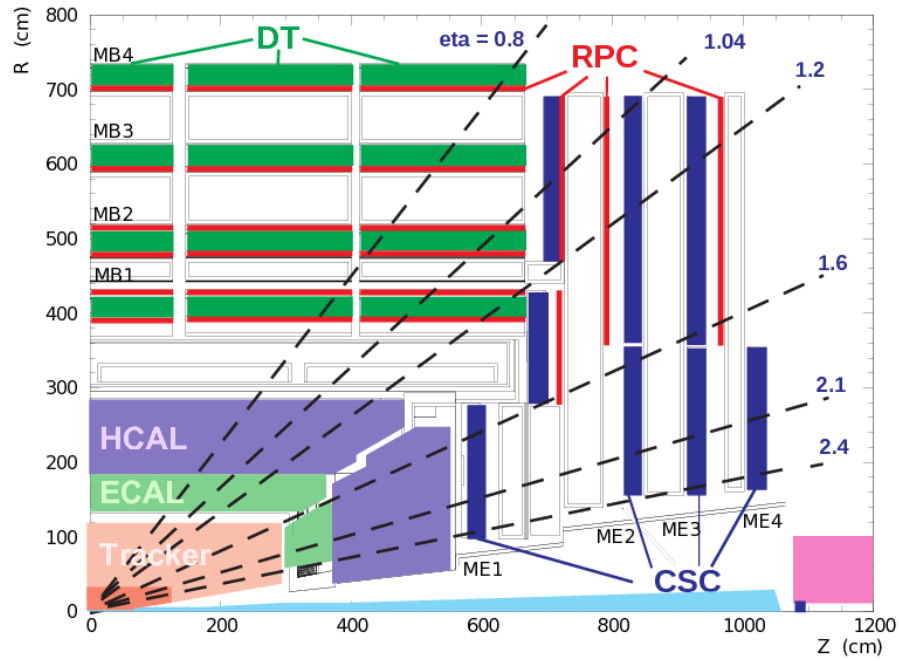 R (cm)
800
700
600
500
400
300
200
100
0
MB4
MB3
MB2
MB1
DT
eta = 0.8
RPC
1.04
1.2
1.6
2.1
2.4
HCAL
ECAL
Tracker
ME1
ME2
ME3
ME4
CSC
0
200
400
600
800
1000
1200
Z (cm)